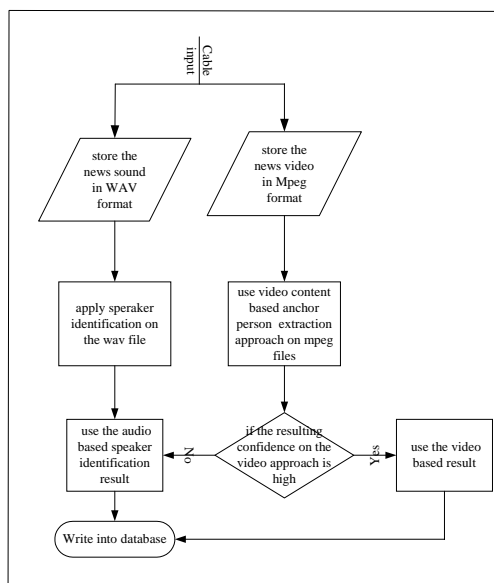 Cable
input
store the
news sound
in WAV
format
store the
news video
in Mpeg
format
apply speraker
identification on
the wav file
use video content
based anchor
person extraction
approach on mpeg
files
use the audio
based speaker
identification
result
No
if the resulting
confidence on the
video approach is
high
Yes
use the video
based result
Write into database